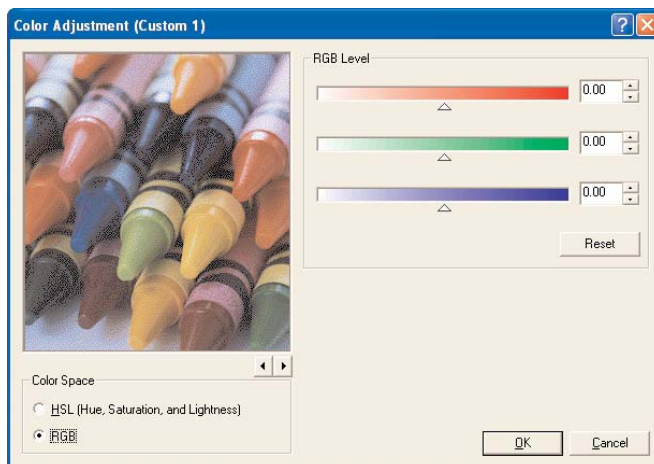 Color Adjustment (Custom 1)
RGB Level
0.00
0.00
0.00
Reset
Color Space
HSL (Hue, Saturation, and Lightness)
RGB
OK
Cancel